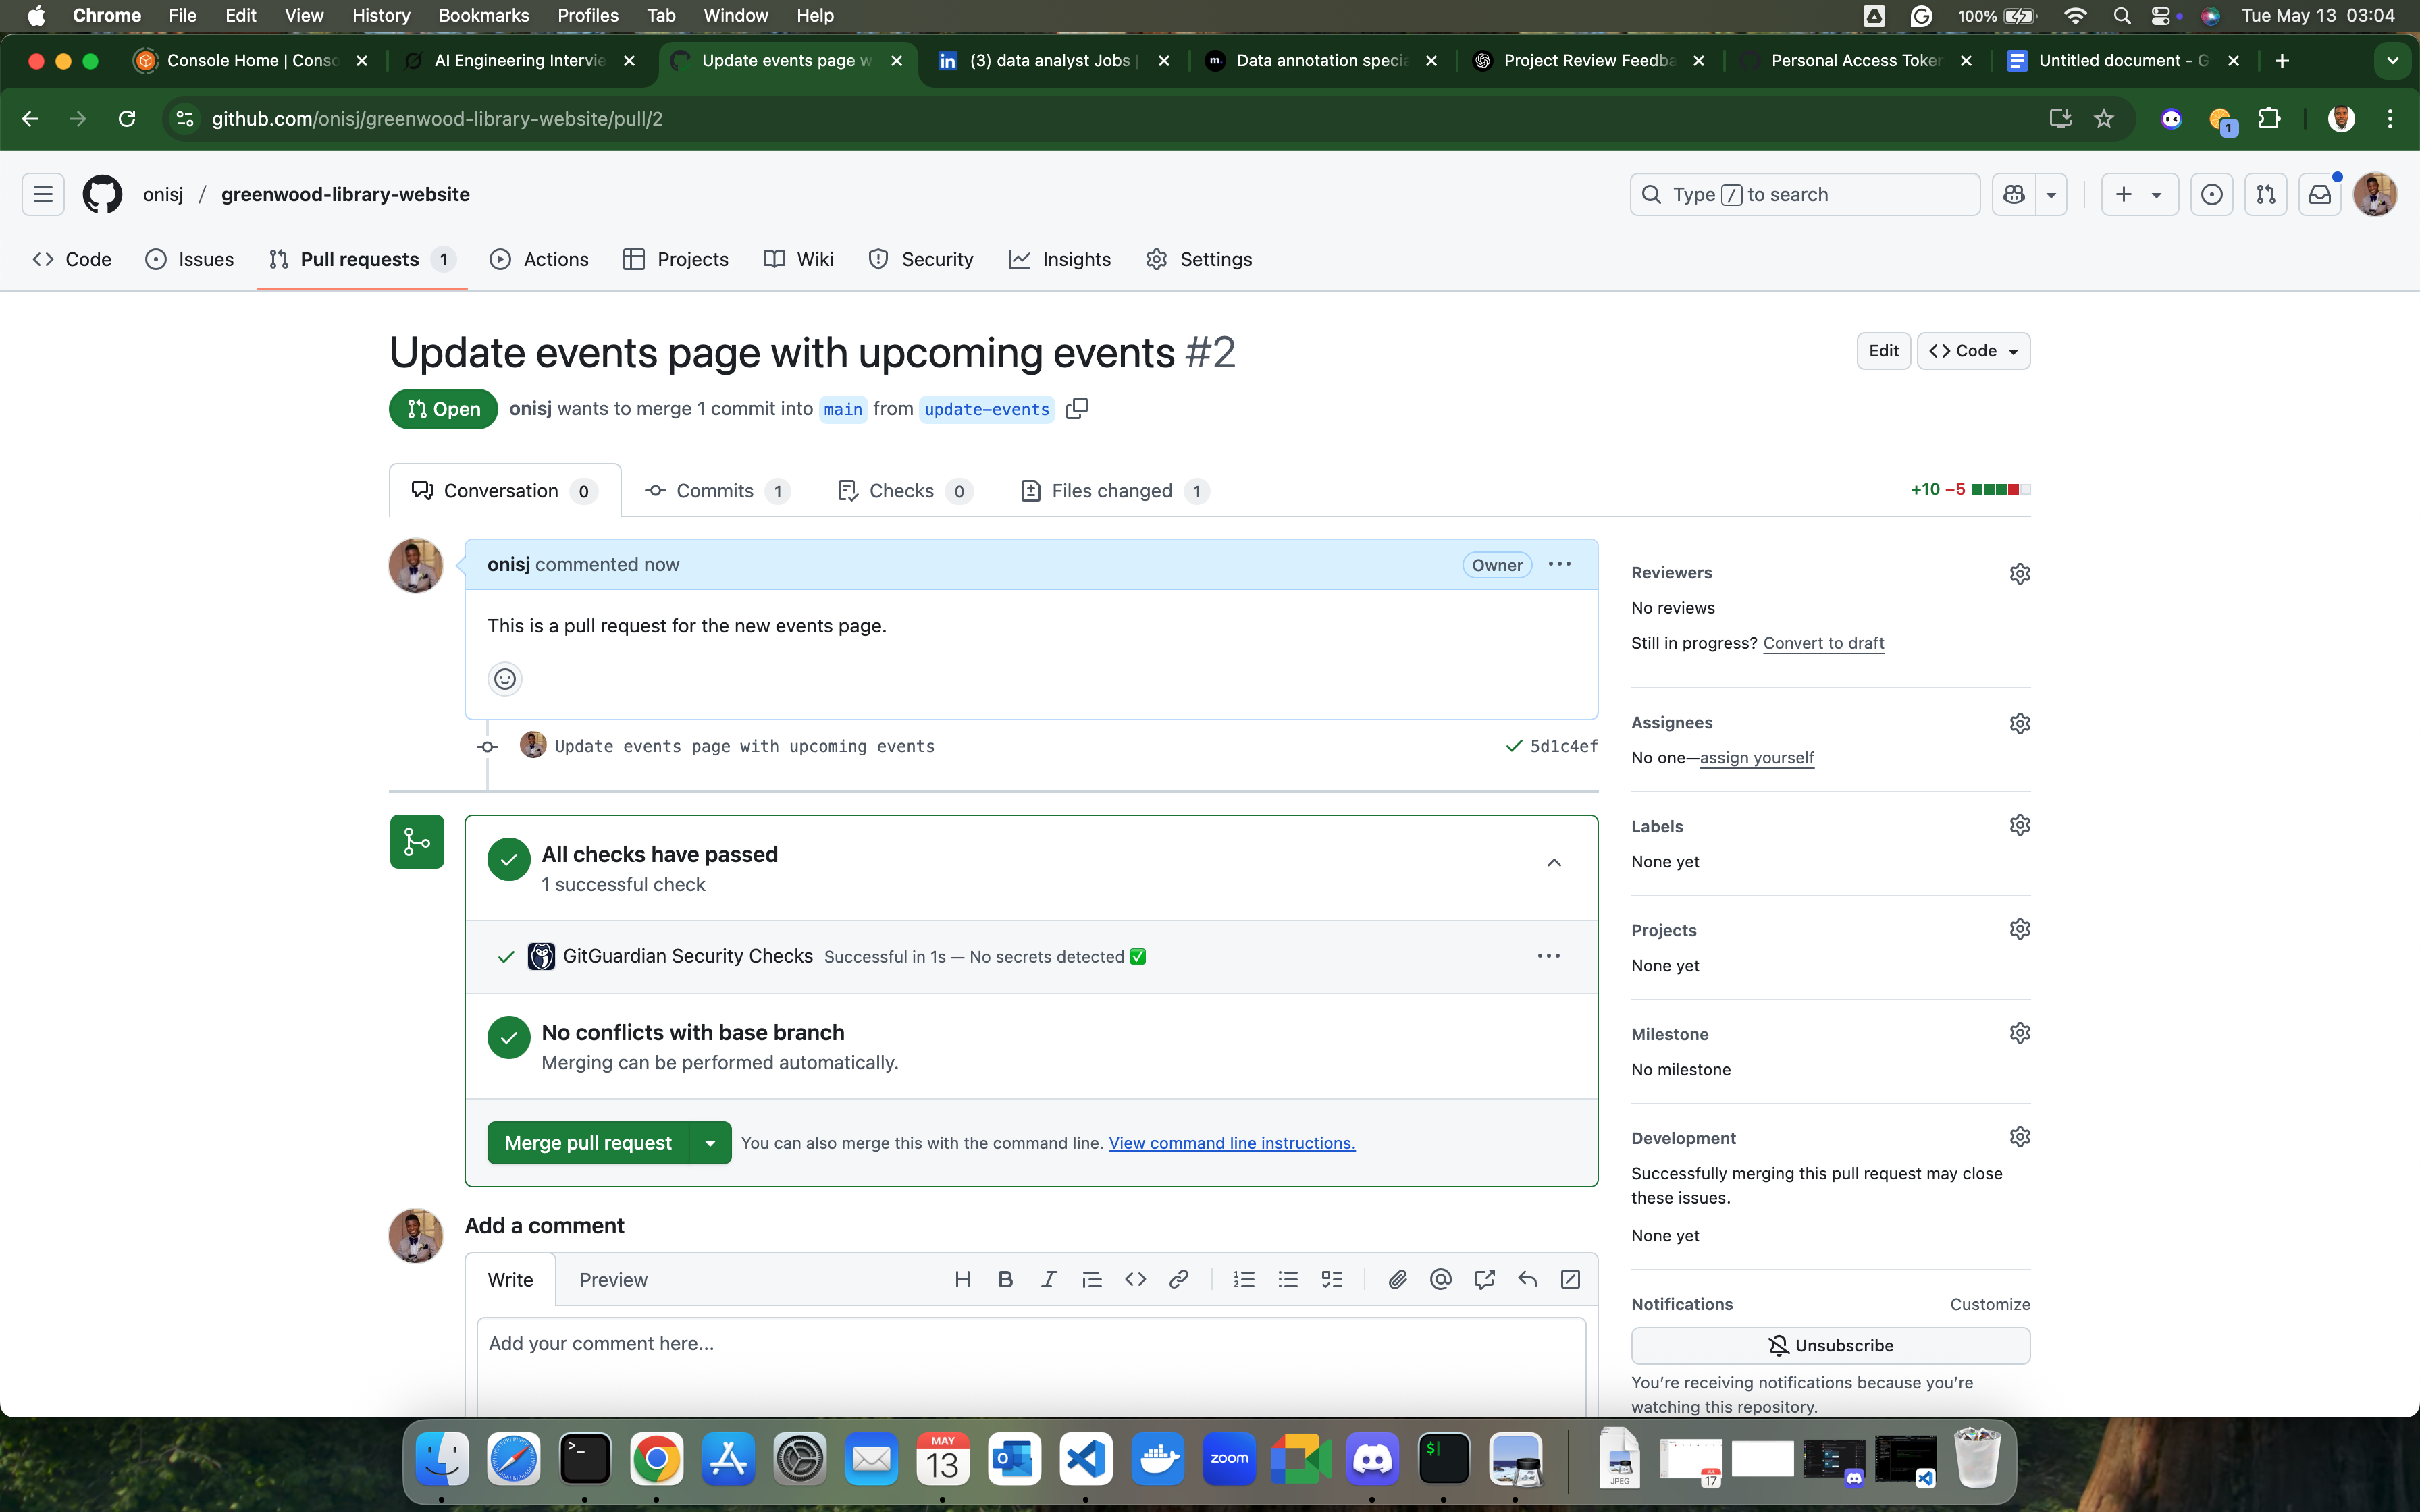 Chrome File Edit View History Bookmarks Profiles Tab Window Help 100% Tue May 13 03:04
Console Home | Conso AI Engineering Intervie Update events page w (3) data analyst Jobs | Data annotation specia Project Review Feedba Personal Access Token Untitled document - G
github.com/onisj/greenwood-library-website/pull/2 1
onisj / greenwood-library-website Type / to search
Code Issues Pull requests 1 Actions Projects Wiki Security Insights Settings
Update events page with upcoming events #2 Edit Code
Open onisj wants to merge 1 commit into main from update-events
Conversation 0 Commits 1 Checks 0 Files changed 1 +10 −5
onisj commented now Owner
This is a pull request for the new events page.
Update events page with upcoming events 5d1c4ef
All checks have passed
1 successful check
GitGuardian Security Checks Successful in 1s — No secrets detected ✅
No conflicts with base branch
Merging can be performed automatically.
Merge pull request You can also merge this with the command line. View command line instructions.
Add a comment
Write Preview
Add your comment here...
Reviewers
No reviews
Still in progress? Convert to draft
Assignees
No one—assign yourself
Labels
None yet
Projects
None yet
Milestone
No milestone
Development
Successfully merging this pull request may close
these issues.
None yet
Notifications Customize
Unsubscribe
You're receiving notifications because you're
watching this repository.
MAY
13
zoom
JPEG
17